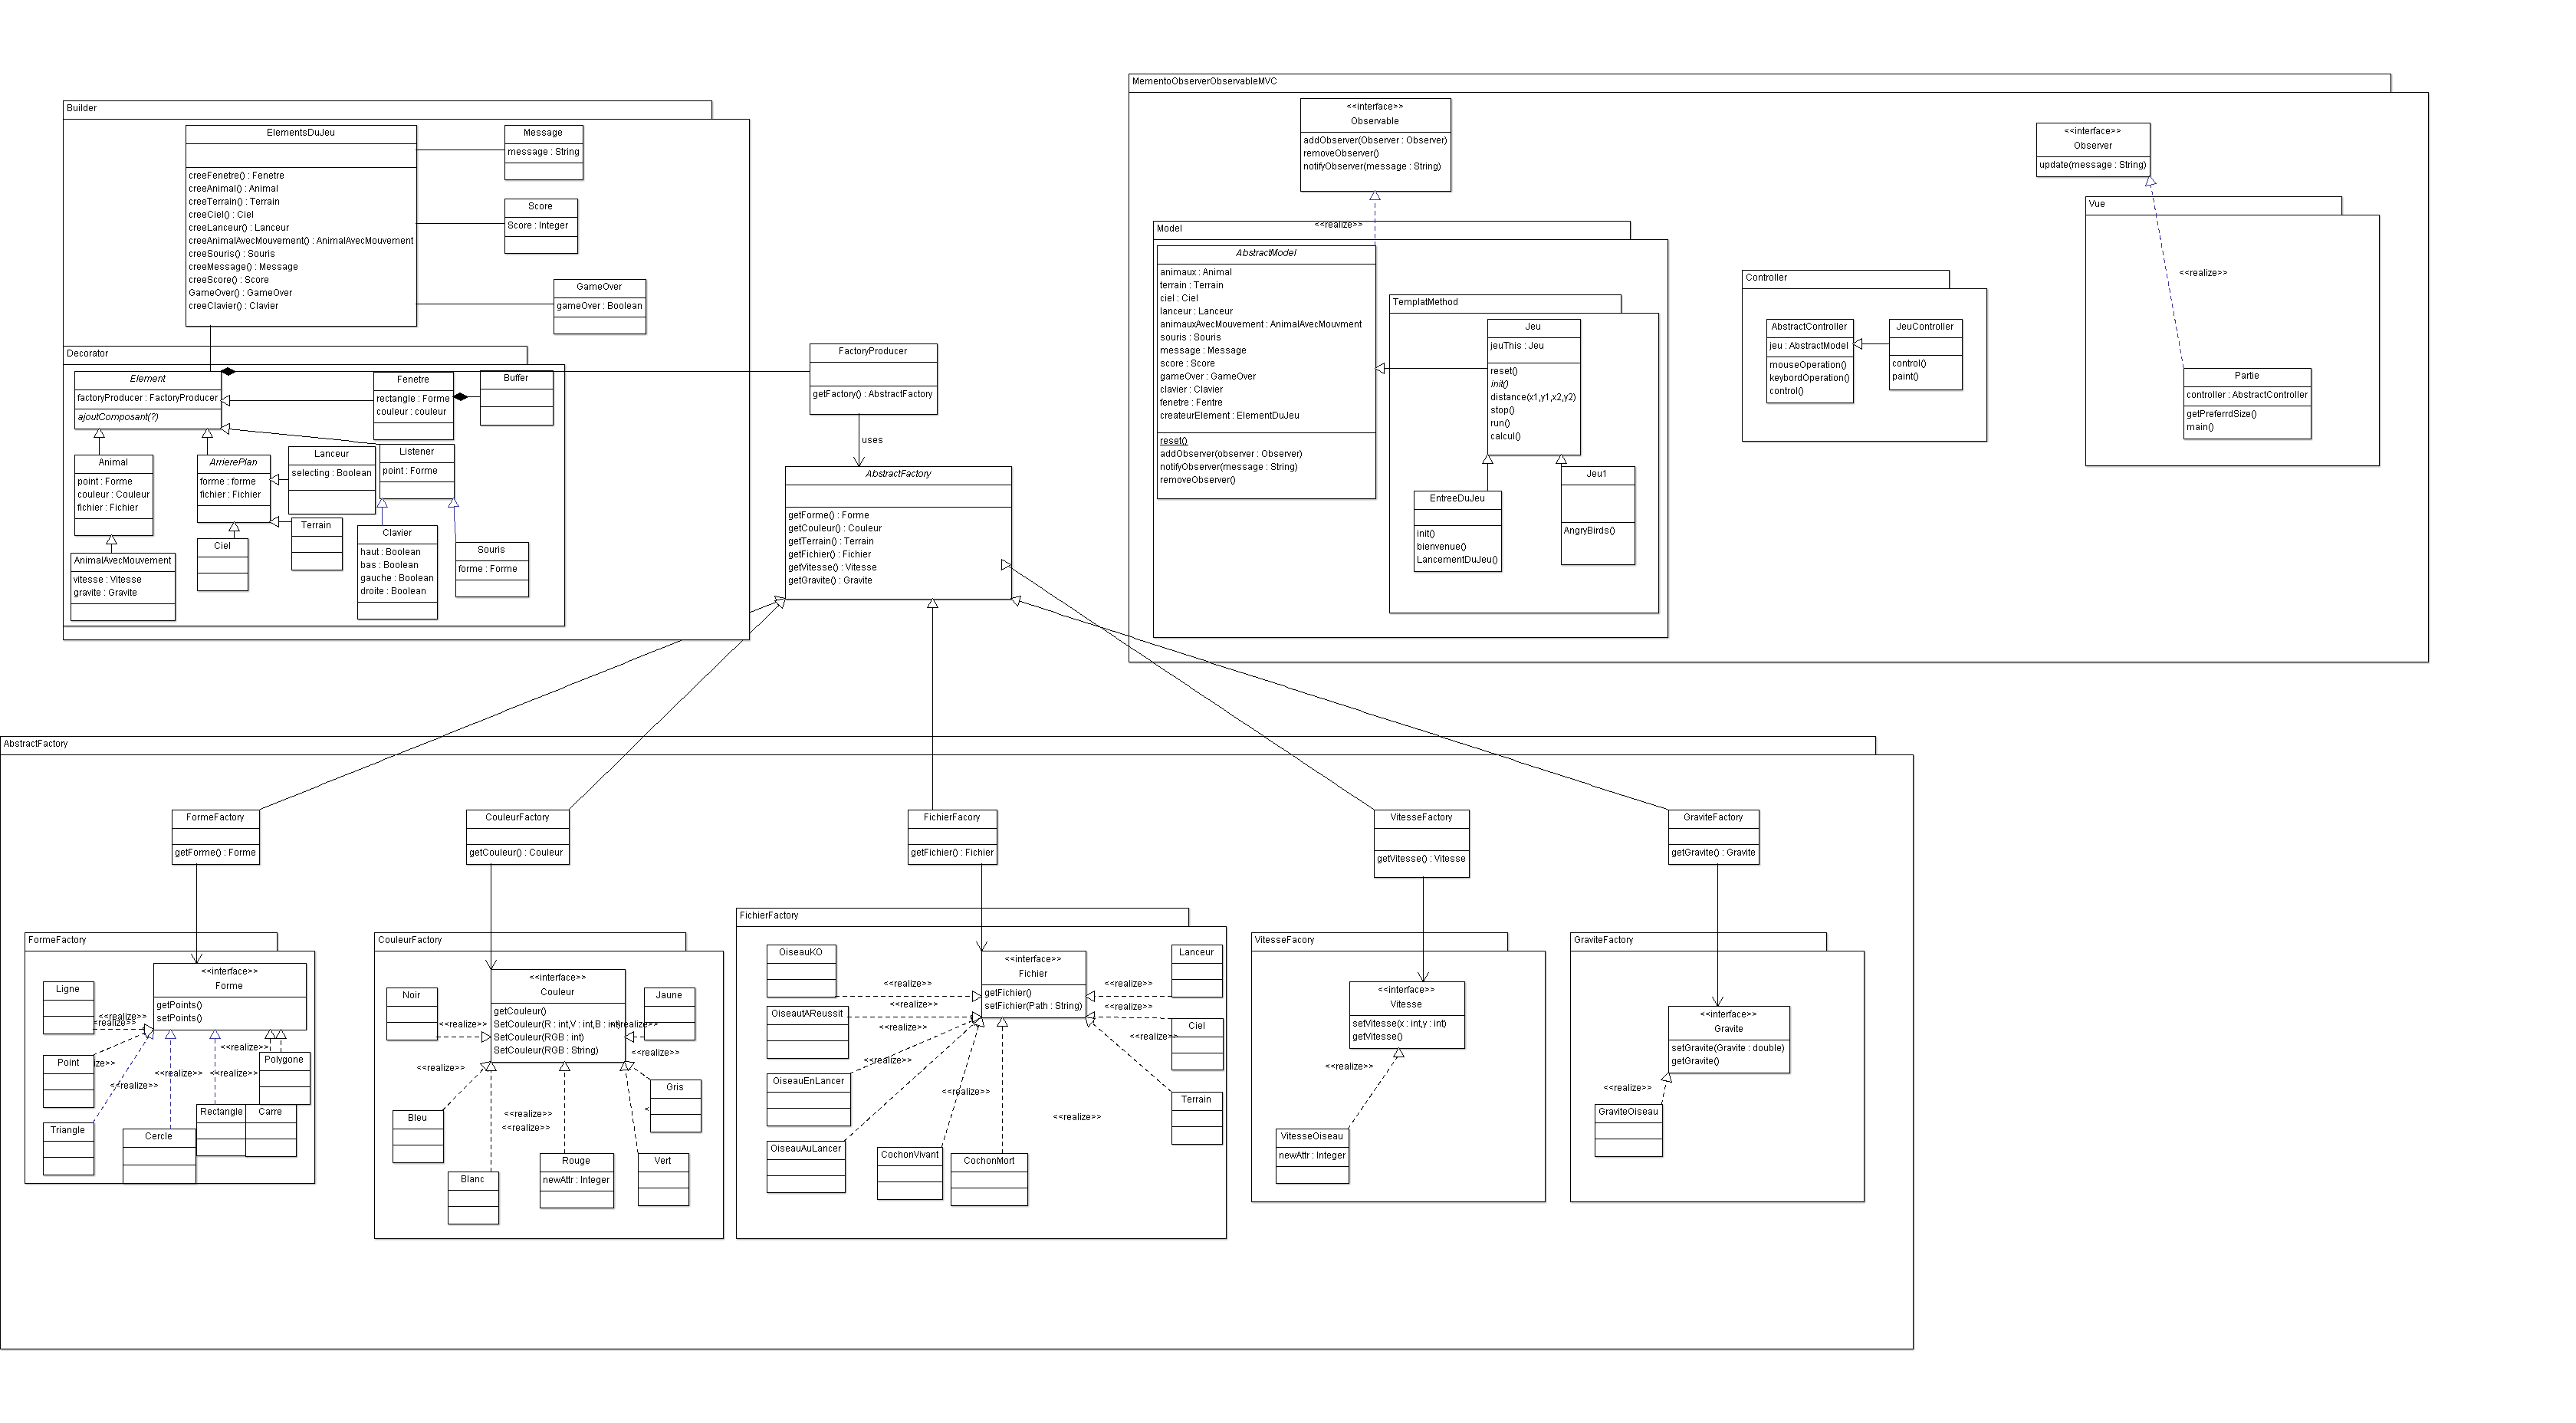 Builder
ElementsDuJeu
creeFenetre() : Fenetre
creeAnimal() : Animal
creeTerrain() : Terrain
creeCiel() : Ciel
creeLanceur() : Lanceur
creeAnimalAvecMouvement() : AnimalAvecMouvement
creeSouris() : Souris
creeMessage() : Message
creeScore() : Score
GameOver() : GameOver
creeClavier() : Clavier
Message
message : String
Score
Score : Integer
GameOver
gameOver : Boolean
Decorator
Element
factoryProducer : FactoryProducer
ajoutComposant(?)
Fenetre
rectangle : Forme
couleur : couleur
Buffer
Animal
point : Forme
couleur : Couleur
fichier : Fichier
ArrierePlan
forme : forme
fichier : Fichier
Lanceur
selecting : Boolean
Listener
point : Forme
AnimalAvecMouvement
vitesse : Vitesse
gravite : Gravite
Ciel
Terrain
Clavier
haut : Boolean
bas : Boolean
gauche : Boolean
droite : Boolean
Souris
forme : Forme
FactoryProducer
getFactory() : AbstractFactory
uses
AbstractFactory
getForme() : Forme
getCouleur() : Couleur
getTerrain() : Terrain
getFichier() : Fichier
getVitesse() : Vitesse
getGravite() : Gravite
MementoObserverObservableMVC
<<interface>>
Observable
addObserver(Observer : Observer)
removeObserver()
notifyObserver(message : String)
<<realize>>
Model
AbstractModel
animaux : Animal
terrain : Terrain
ciel : Ciel
lanceur : Lanceur
animauxAvecMouvement : AnimalAvecMouvment
souris : Souris
message : Message
score : Score
gameOver : GameOver
clavier : Clavier
fenetre : Fentre
createurElement : ElementDuJeu
reset()
addObserver(observer : Observer)
notifyObserver(message : String)
removeObserver()
TemplatMethod
Jeu
jeuThis : Jeu
reset()
init()
distance(x1,y1,x2,y2)
stop()
run()
calcul()
EntreeDuJeu
init()
bienvenue()
LancementDuJeu()
Jeu1
AngryBirds()
Controller
AbstractController
jeu : AbstractModel
mouseOperation()
keybordOperation()
control()
JeuController
control()
paint()
<<interface>>
Observer
update(message : String)
Vue
<<realize>>
Partie
controller : AbstractController
getPreferrdSize()
main()
AbstractFactory
FormeFactory
getForme() : Forme
CouleurFactory
getCouleur() : Couleur
FichierFacory
getFichier() : Fichier
VitesseFactory
getVitesse() : Vitesse
GraviteFactory
getGravite() : Gravite
FormeFactory
<<interface>>
Forme
getPoints()
setPoints()
Ligne
<<realize>>
Point
<<realize>>
<<realize>>
<<realize>>
<<realize>>
Polygone
Triangle
Cercle
Rectangle
Carre
CouleurFactory
<<interface>>
Couleur
getCouleur()
SetCouleur(R : int,V : int,B : int)
SetCouleur(RGB : int)
SetCouleur(RGB : String)
Noir
<<realize>>
Jaune
<<realize>>
<<realize>>
Gris
Bleu
<<realize>>
<<realize>>
Blanc
Rouge
newAttr : Integer
Vert
FichierFactory
OiseauKO
<<interface>>
Fichier
getFichier()
setFichier(Path : String)
Lanceur
<<realize>>
<<realize>>
<<realize>>
<<realize>>
OiseautAReussit
<<realize>>
Ciel
<<realize>>
<<realize>>
OiseauEnLancer
<<realize>>
<<realize>>
Terrain
OiseauAuLancer
CochonVivant
CochonMort
VitesseFacory
<<interface>>
Vitesse
setVitesse(x : int,y : int)
getVitesse()
<<realize>>
VitesseOiseau
newAttr : Integer
GraviteFactory
<<interface>>
Gravite
setGravite(Gravite : double)
getGravite()
<<realize>>
GraviteOiseau